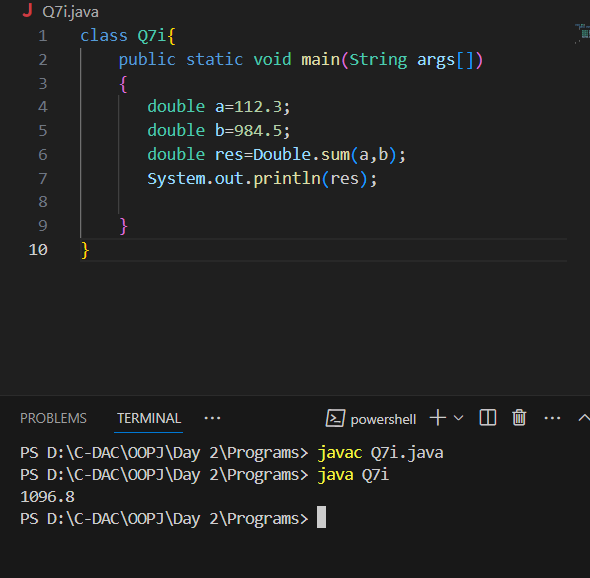 J Q7i.java
1 class Q7i{
2 public static void main(String args[])
3 {
4 double a=112.3;
5 double b=984.5;
6 double res=Double.sum(a,b);
7 System.out.println(res);
8
9 }
10 }
PROBLEMS TERMINAL ··· powershell
PS D:\C-DAC\OOPJ\Day 2\Programs> javac Q7i.java
PS D:\C-DAC\OOPJ\Day 2\Programs> java Q7i
1096.8
PS D:\C-DAC\OOPJ\Day 2\Programs>